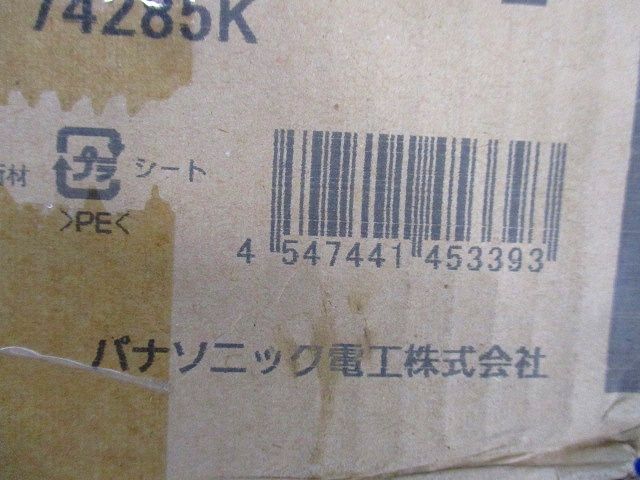 74285K
材 プラ シート
>PE<
4 547441 453393
パナソニック電工株式会社